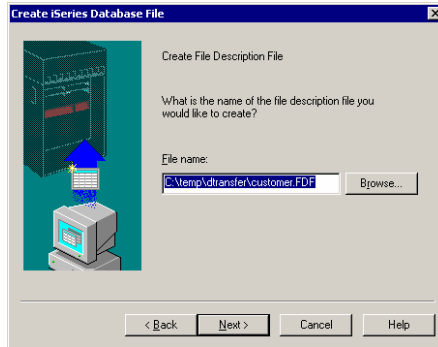 Create iSeries Database File
Create File Description File
What is the name of the file description file you
would like to create?
File name:
C:\temp\dtransfer\customer.FDF
Browse...
< Back
Next >
Cancel
Help